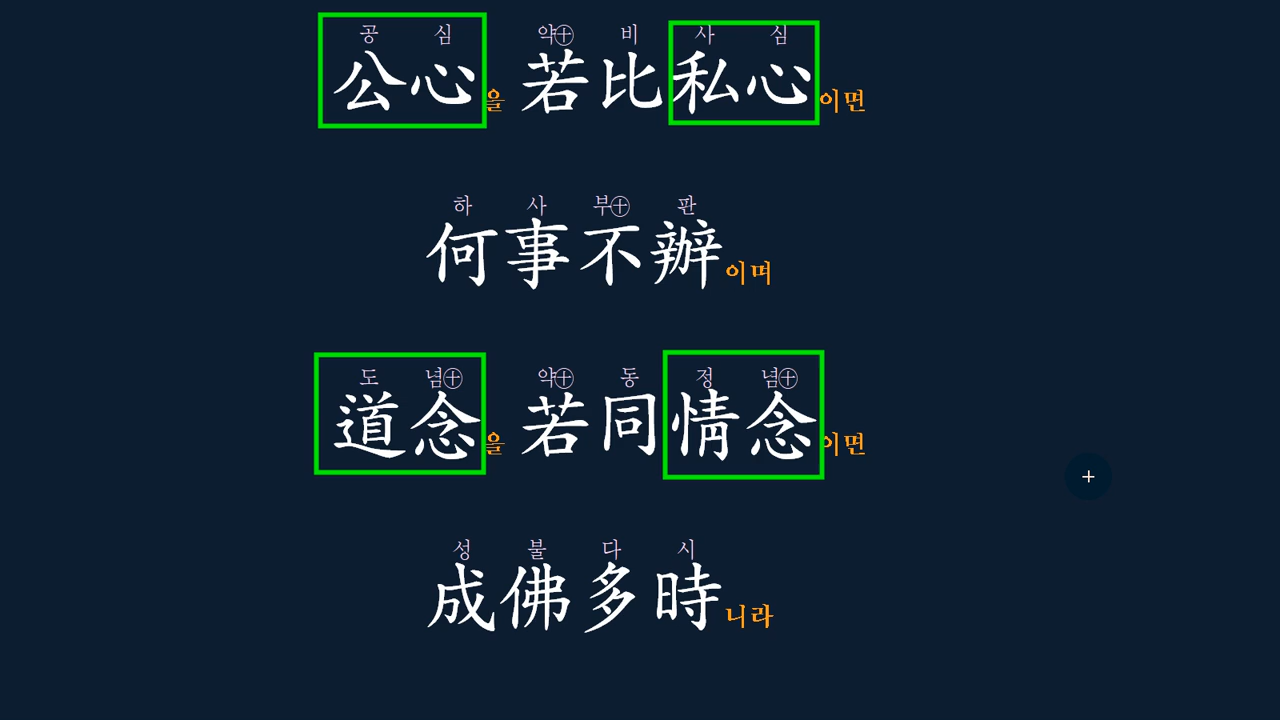 공 심 약㊉ 비 사 심
公心을 若比私心이면
하 사 부㊉ 판
何事不辦이며
도 념㊉ 약㊉ 동 정 념㊉
道念을 若同情念이면
성 불 다 시
成佛多時니라